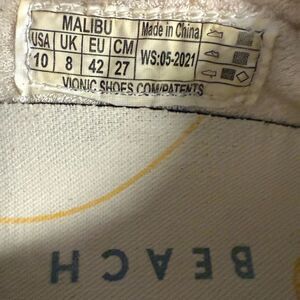 MALIBU
USA UK EU CM
10 8 42 27
Made in China
WS:05-2021
VIONIC SHOES.COM/PATENTS
BEACH